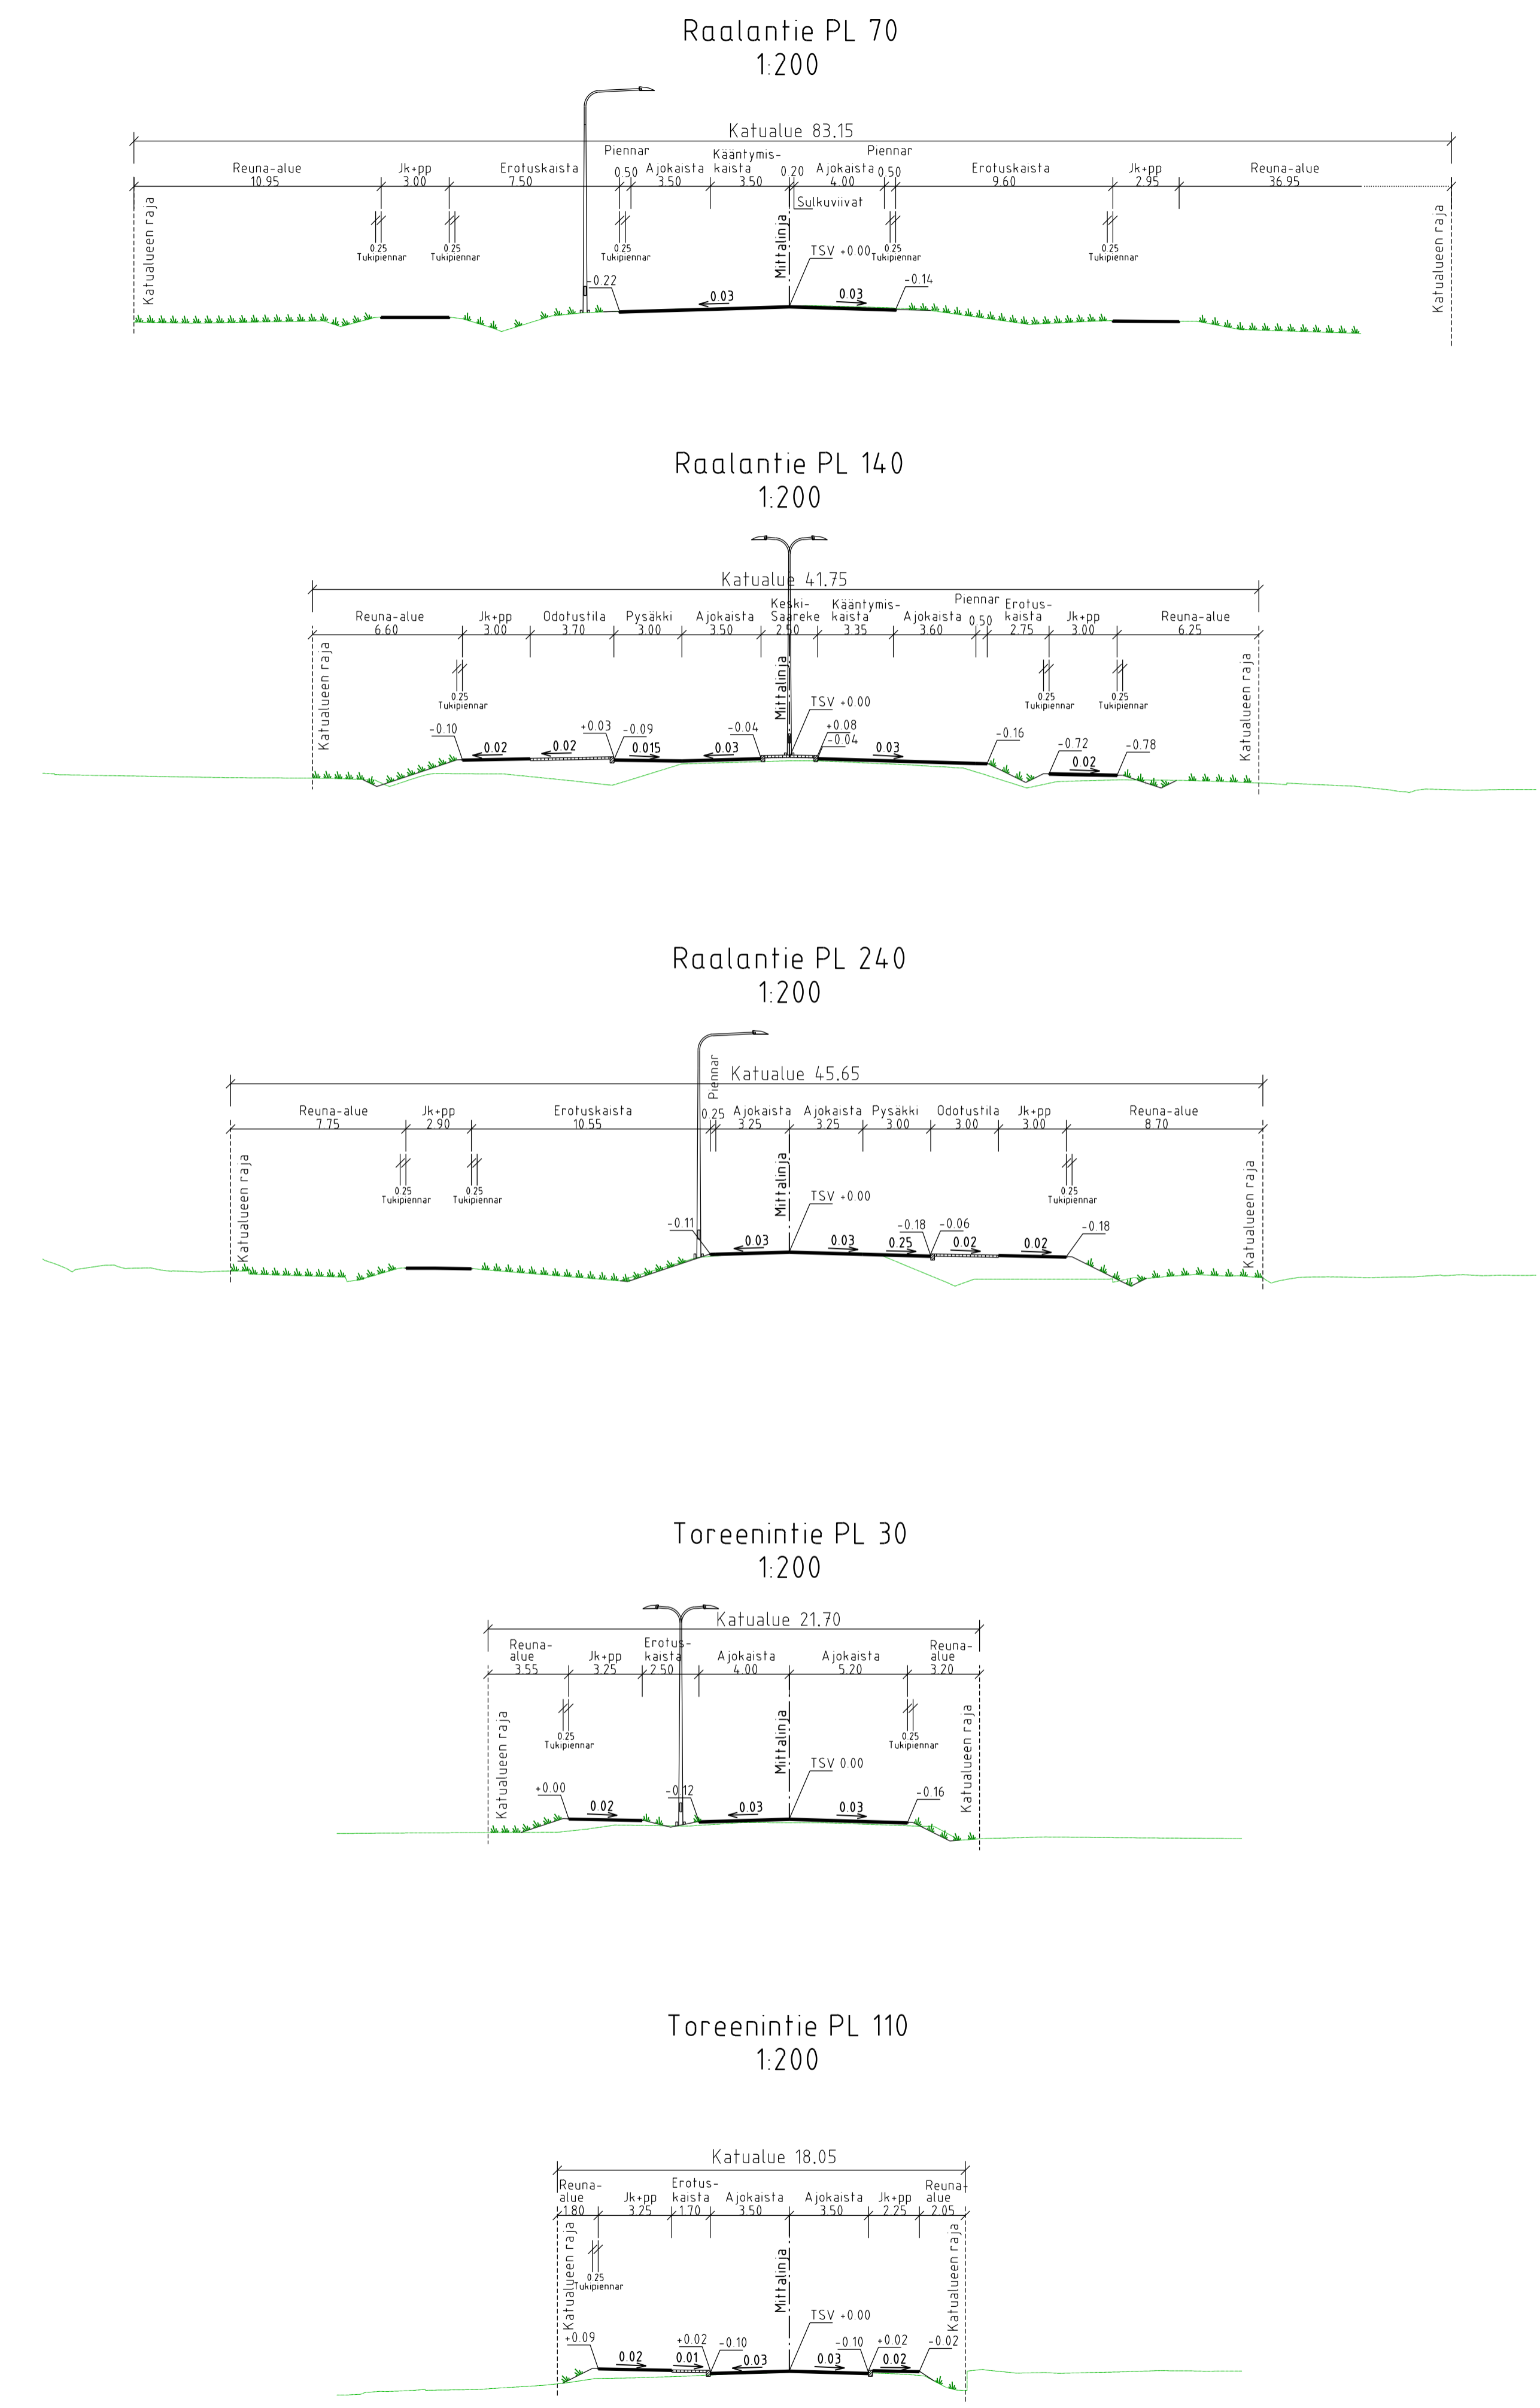 Raalantie PL 70
1:200
Katualue 83.15
Piennar Kääntymis- Piennar
Reuna-alue Jk+pp Erotuskaista Ajokaista kaista Ajokaista Erotuskaista Jk+pp Reuna-alue
10.95 3.00 7.50 0.50 3.50 3.50 0.20 4.00 0.50 9.60 2.95 36.95
Sulkuviivat
Katualueen raja Mittalinja Katualueen raja
0.25 0.25 0.25 0.25 0.25
Tukipiennar Tukipiennar Tukipiennar Tukipiennar Tukipiennar
TSV +0.00
-0.22 -0.14
0.03 0.03
Raalantie PL 140
1:200
Katualue 41.75
Keski- Kääntymis- Piennar Erotus-
Reuna-alue Jk+pp Odotustila Pysäkki Ajokaista Saareke kaista Ajokaista kaista Jk+pp Reuna-alue
6.60 3.00 3.70 3.00 3.50 2.50 3.35 3.60 0.50 2.75 3.00 6.25
Katualueen raja Mittalinja Katualueen raja
0.25 0.25 0.25
Tukipiennar Tukipiennar Tukipiennar
TSV +0.00
-0.10 +0.03 -0.09 -0.04 +0.08 -0.16
-0.04 -0.72 -0.78
0.02 0.02 0.015 0.03 0.03 0.02
Raalantie PL 240
1:200
Piennar
Katualue 45.65
Reuna-alue Jk+pp Erotuskaista Ajokaista Ajokaista Pysäkki Odotustila Jk+pp Reuna-alue
7.75 2.90 10.55 0.25 3.25 3.25 3.00 3.00 3.00 8.70
Katualueen raja Mittalinja Katualueen raja
0.25 0.25 0.25
Tukipiennar Tukipiennar Tukipiennar
TSV +0.00
-0.11 -0.18 -0.06 -0.18
0.03 0.03 0.25 0.02 0.02
Toreenintie PL 30
1:200
Katualue 21.70
Reuna- Erotus- Reuna-
alue Jk+pp kaista Ajokaista Ajokaista alue
3.55 3.25 2.50 4.00 5.20 3.20
Katualueen raja Mittalinja Katualueen raja
0.25 0.25
Tukipiennar Tukipiennar
TSV 0.00
+0.00 -0.12 -0.16
0.02 0.03 0.03
Toreenintie PL 110
1:200
Katualue 18.05
Reuna- Erotus- Reuna-
alue Jk+pp kaista Ajokaista Ajokaista Jk+pp alue
1.80 3.25 1.70 3.50 3.50 2.25 2.05
Katualueen raja Mittalinja Katualueen raja
0.25
Tukipiennar
TSV +0.00
+0.09 +0.02 -0.10 -0.10 +0.02 -0.02
0.02 0.01 0.03 0.03 0.02